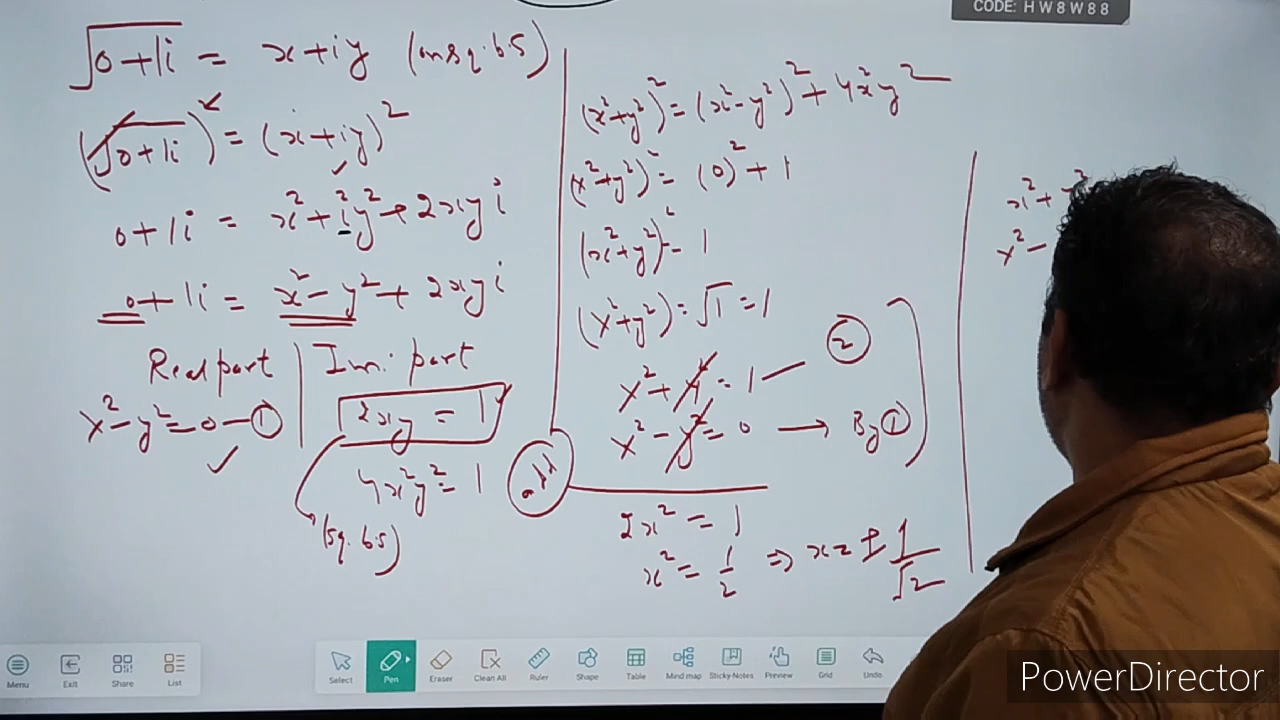 CODE: HW8W88
√0+1i = x+iy (on sq. b.s)
(√0+1i)² = (x+iy)²
0+1i = x²+i²y²+2xyi
0+1i = x²-y²+2xyi
Real part | Im. part
x²-y²=0-① | 2xy = 1
4x²y²=1
(sq. b.s)
add
(x²+y²)² = (x²-y²)²+4x²y²
(x²+y²)² = (0)²+1
(x²+y²)² = 1
(x²+y²) = √1 = 1
x²+y² = 1 — ②
x²-y² = 0 → By ①
2x² = 1
x² = 1/2 ⇒ x = ± 1/√2
x²+y²
x²-
Menu
Exit
Share
List
Select
Pen
Eraser
Clean All
Ruler
Shape
Table
Mind map
Sticky-Notes
Preview
Grid
Undo
PowerDirector